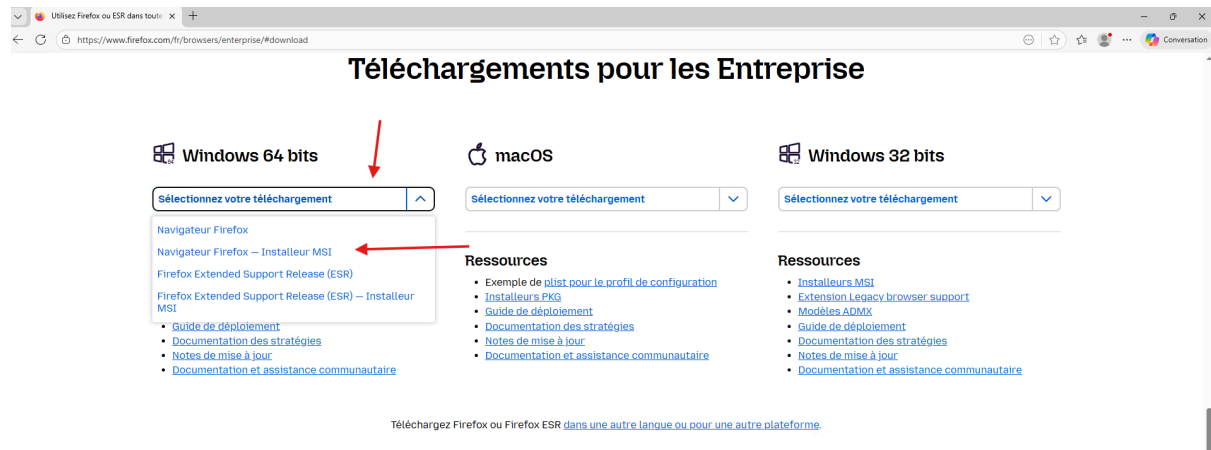 Utilisez Firefox ou ESR dans toute
https://www.firefox.com/fr/browsers/enterprise/#download
Conversation
Téléchargements pour les Entreprise
Windows 64 bits
Sélectionnez votre téléchargement
Navigateur Firefox
Navigateur Firefox — Installeur MSI
Firefox Extended Support Release (ESR)
Firefox Extended Support Release (ESR) — Installeur
MSI
Guide de déploiement
Documentation des stratégies
Notes de mise à jour
Documentation et assistance communautaire
macOS
Sélectionnez votre téléchargement
Ressources
Exemple de plist pour le profil de configuration
Installeurs PKG
Guide de déploiement
Documentation des stratégies
Notes de mise à jour
Documentation et assistance communautaire
Windows 32 bits
Sélectionnez votre téléchargement
Ressources
Installeurs MSI
Extension Legacy browser support
Modèles ADMX
Guide de déploiement
Documentation des stratégies
Notes de mise à jour
Documentation et assistance communautaire
Téléchargez Firefox ou Firefox ESR dans une autre langue ou pour une autre plateforme.